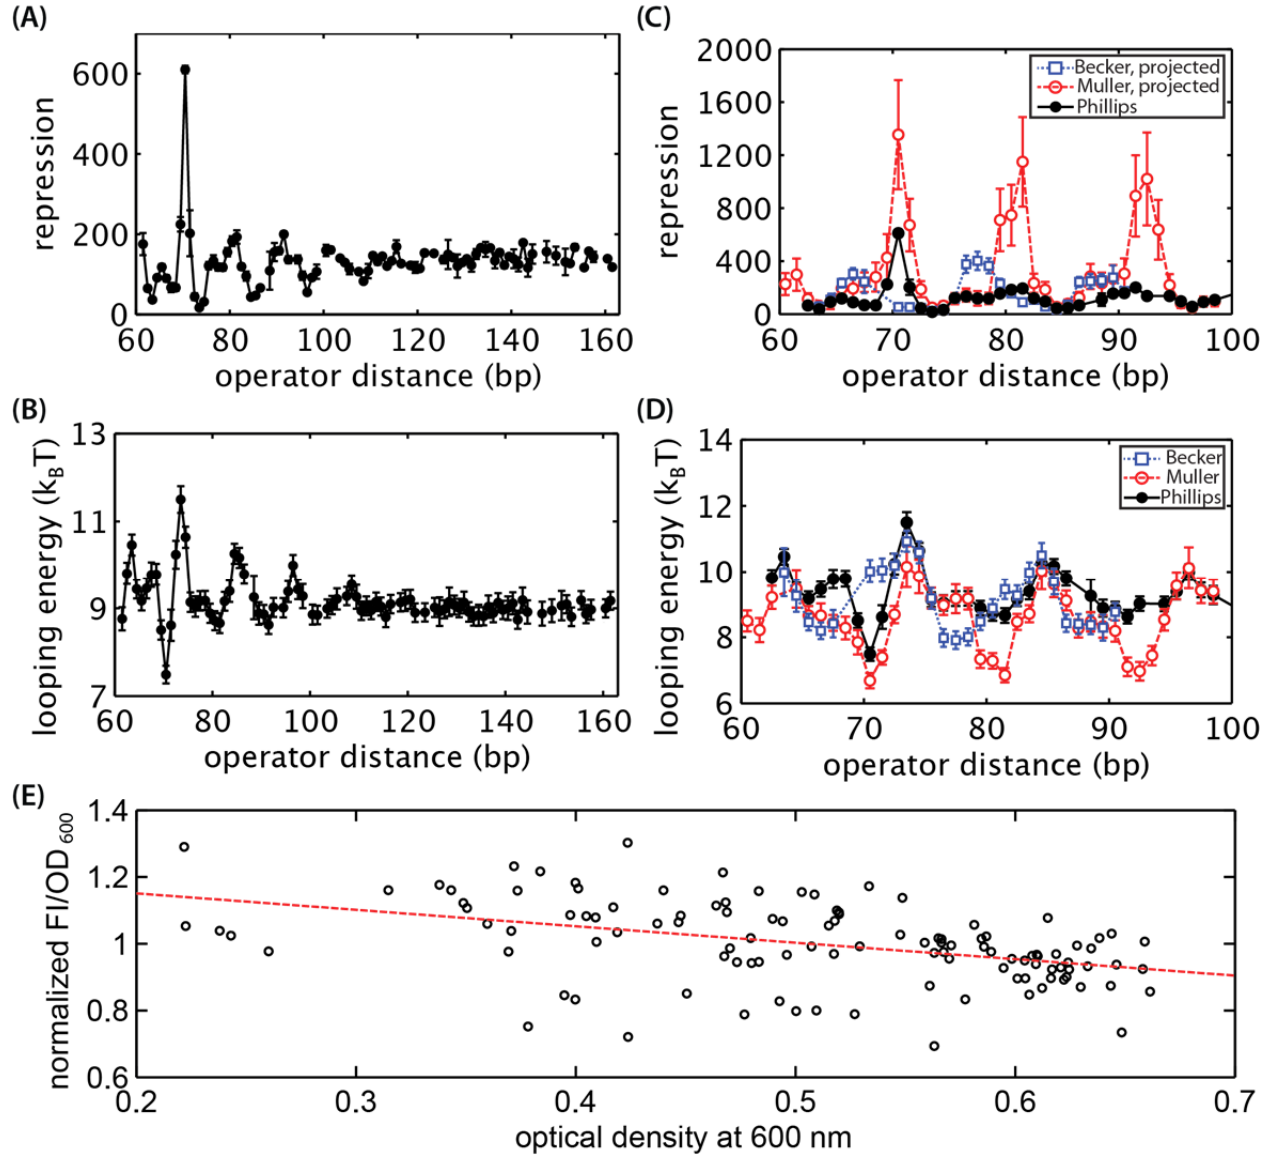 (A)
repression
600
400
200
0
60 80 100 120 140 160
operator distance (bp)
(C)
repression
2000
1600
1200
800
400
0
Becker, projected
Muller, projected
Phillips
60 70 80 90 100
operator distance (bp)
(B)
looping energy (k_BT)
13
11
9
7
60 80 100 120 140 160
operator distance (bp)
(D)
looping energy (k_BT)
14
12
10
8
6
Becker
Muller
Phillips
60 70 80 90 100
operator distance (bp)
(E)
normalized FI/OD_600
1.4
1.2
1
0.8
0.6
0.2 0.3 0.4 0.5 0.6 0.7
optical density at 600 nm